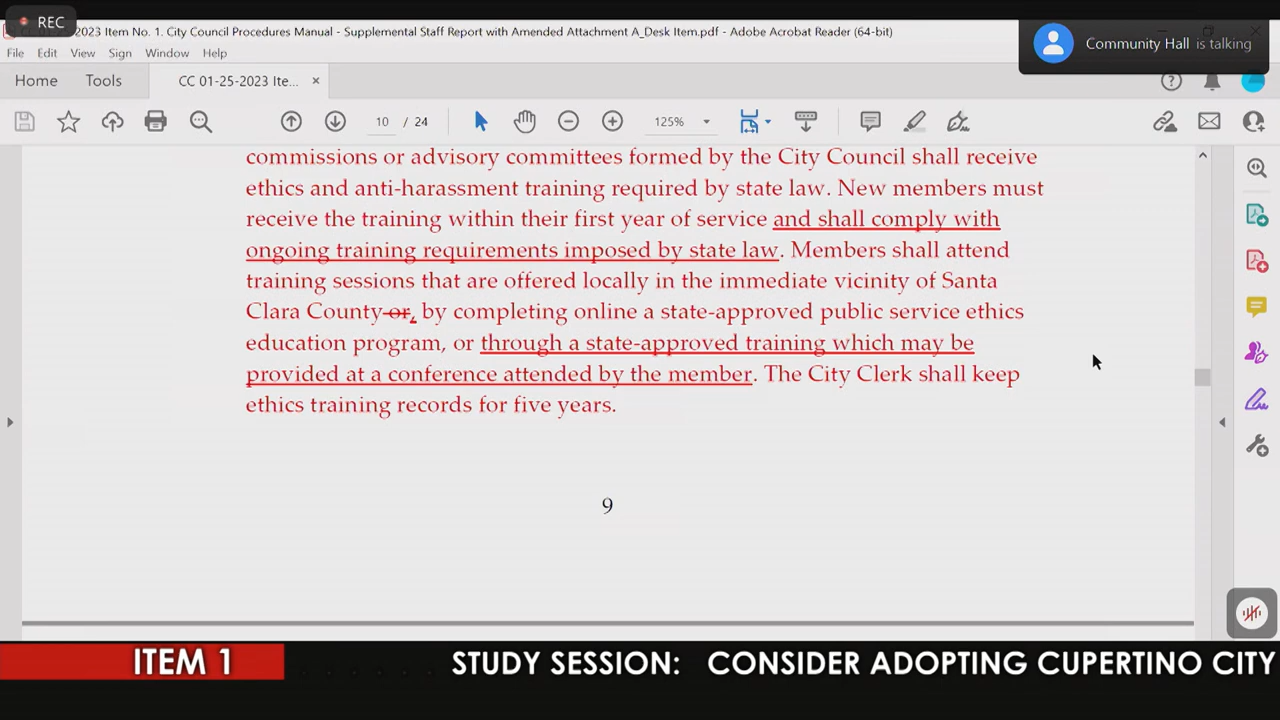 REC
2023 Item No. 1. City Council Procedures Manual - Supplemental Staff Report with Amended Attachment A_Desk Item.pdf - Adobe Acrobat Reader (64-bit)
Community Hall is talking
File Edit View Sign Window Help
Home Tools CC 01-25-2023 Ite... ×
10 / 24 125%
commissions or advisory committees formed by the City Council shall receive
ethics and anti-harassment training required by state law. New members must
receive the training within their first year of service and shall comply with
ongoing training requirements imposed by state law. Members shall attend
training sessions that are offered locally in the immediate vicinity of Santa
Clara County or, by completing online a state-approved public service ethics
education program, or through a state-approved training which may be
provided at a conference attended by the member. The City Clerk shall keep
ethics training records for five years.
9
ITEM 1 STUDY SESSION: CONSIDER ADOPTING CUPERTINO CITY